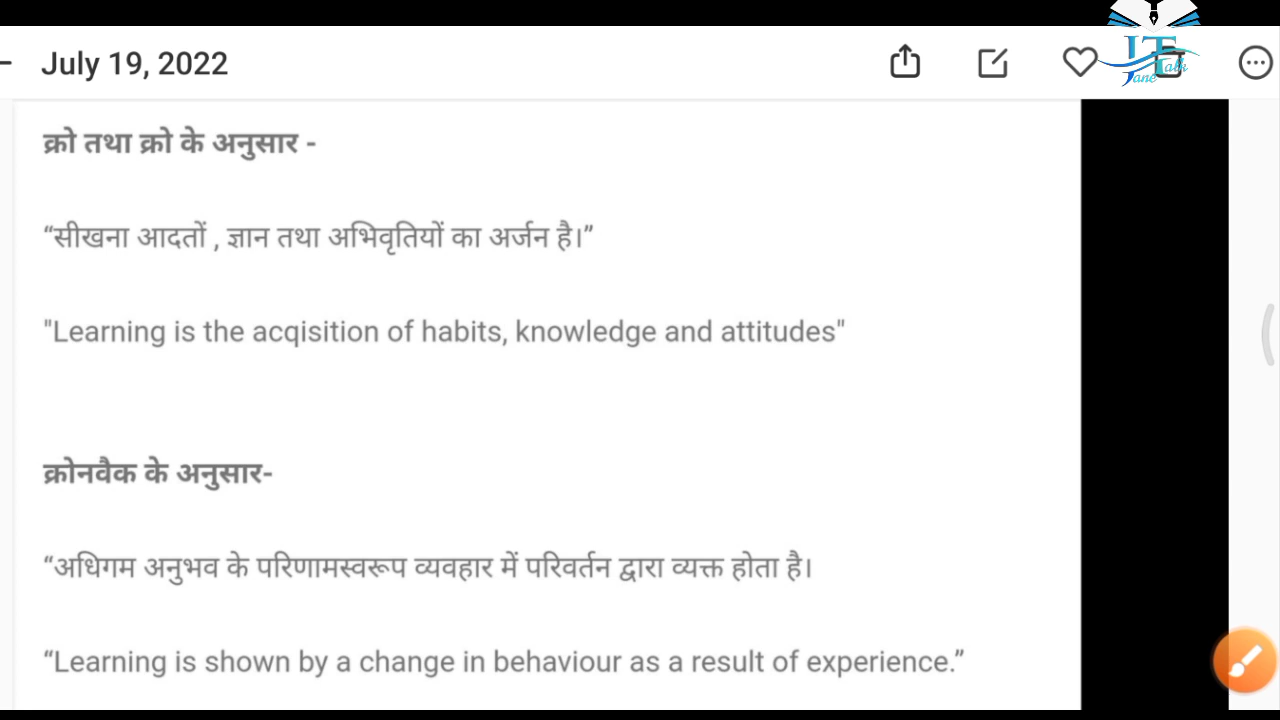 July 19, 2022
क्रो तथा क्रो के अनुसार -
“सीखना आदतों , ज्ञान तथा अभिवृतियों का अर्जन है।”
"Learning is the acqisition of habits, knowledge and attitudes"
क्रोनवैक के अनुसार-
“अधिगम अनुभव के परिणामस्वरूप व्यवहार में परिवर्तन द्वारा व्यक्त होता है।
“Learning is shown by a change in behaviour as a result of experience.”